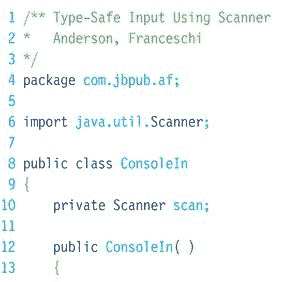 1 /** Type-Safe Input Using Scanner
2 *   Anderson, Franceschi
3 */
4 package com.jbpub.af;
5
6 import java.util.Scanner;
7
8 public class ConsoleIn
9 {
10    private Scanner scan;
11
12    public ConsoleIn( )
13    {